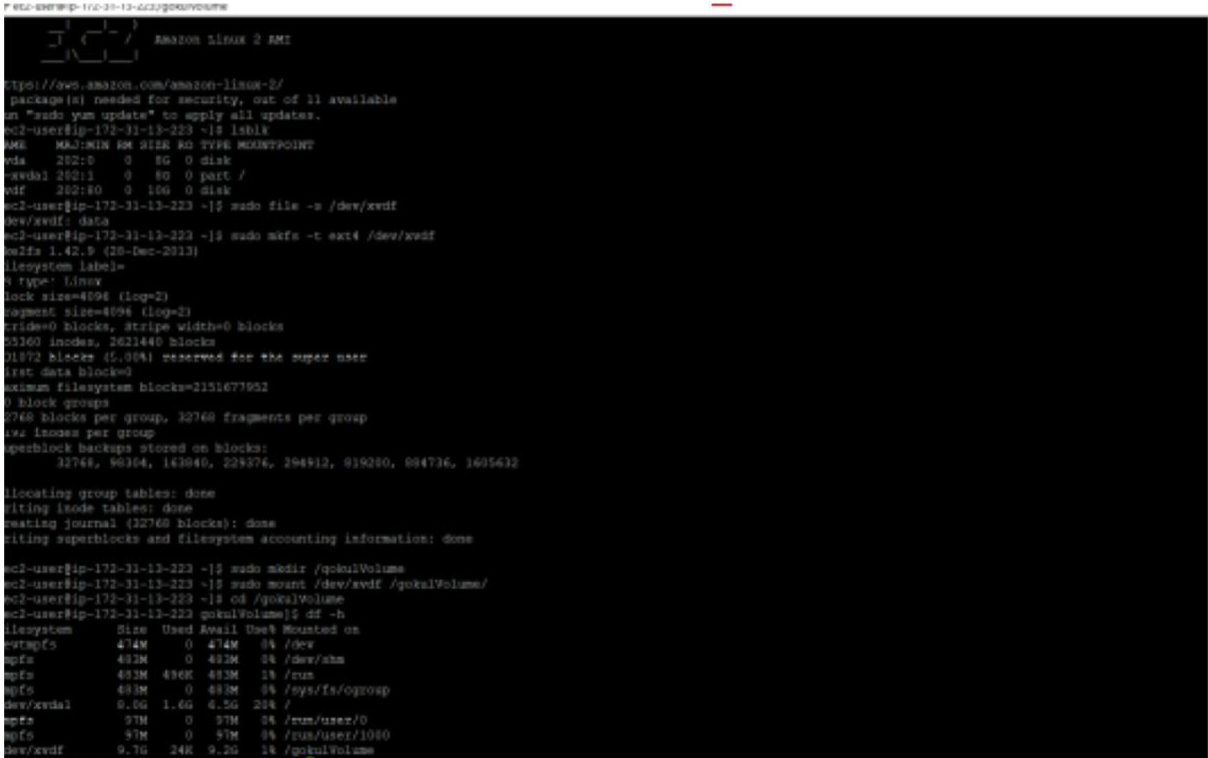 ec2-user@ip-172-31-13-223:/gokulVolume
__|  __|_  )
_|  (     /   Amazon Linux 2 AMI
___|\___|___|
ttps://aws.amazon.com/amazon-linux-2/
package(s) needed for security, out of 11 available
un "sudo yum update" to apply all updates.
ec2-user@ip-172-31-13-223 ~]$ lsblk
AME MAJ:MIN RM SIZE RO TYPE MOUNTPOINT
vda 202:0 0 8G 0 disk
-xvda1 202:1 0 8G 0 part /
vdf 202:80 0 10G 0 disk
ec2-user@ip-172-31-13-223 ~]$ sudo file -s /dev/xvdf
dev/xvdf: data
ec2-user@ip-172-31-13-223 ~]$ sudo mkfs -t ext4 /dev/xvdf
ke2fs 1.42.9 (28-Dec-2013)
ilesystem label=
S type: Linux
lock size=4096 (log=2)
ragment size=4096 (log=2)
tride=0 blocks, Stripe width=0 blocks
55360 inodes, 2621440 blocks
31072 blocks (5.00%) reserved for the super user
irst data block=0
aximum filesystem blocks=2151677952
0 block groups
2768 blocks per group, 32768 fragments per group
192 inodes per group
uperblock backups stored on blocks:
32768, 98304, 163840, 229376, 294912, 819200, 884736, 1605632
llocating group tables: done
riting inode tables: done
reating journal (32768 blocks): done
riting superblocks and filesystem accounting information: done
ec2-user@ip-172-31-13-223 ~]$ sudo mkdir /gokulVolume
ec2-user@ip-172-31-13-223 ~]$ sudo mount /dev/xvdf /gokulVolume/
ec2-user@ip-172-31-13-223 ~]$ cd /gokulVolume
ec2-user@ip-172-31-13-223 gokulVolume]$ df -h
ilesystem Size Used Avail Use% Mounted on
evtmpfs 474M 0 474M 0% /dev
mpfs 483M 0 483M 0% /dev/shm
mpfs 483M 496K 483M 1% /run
mpfs 483M 0 483M 0% /sys/fs/cgroup
dev/xvda1 8.0G 1.6G 6.5G 20% /
mpfs 97M 0 97M 0% /run/user/0
mpfs 97M 0 97M 0% /run/user/1000
dev/xvdf 9.7G 24K 9.2G 1% /gokulVolume